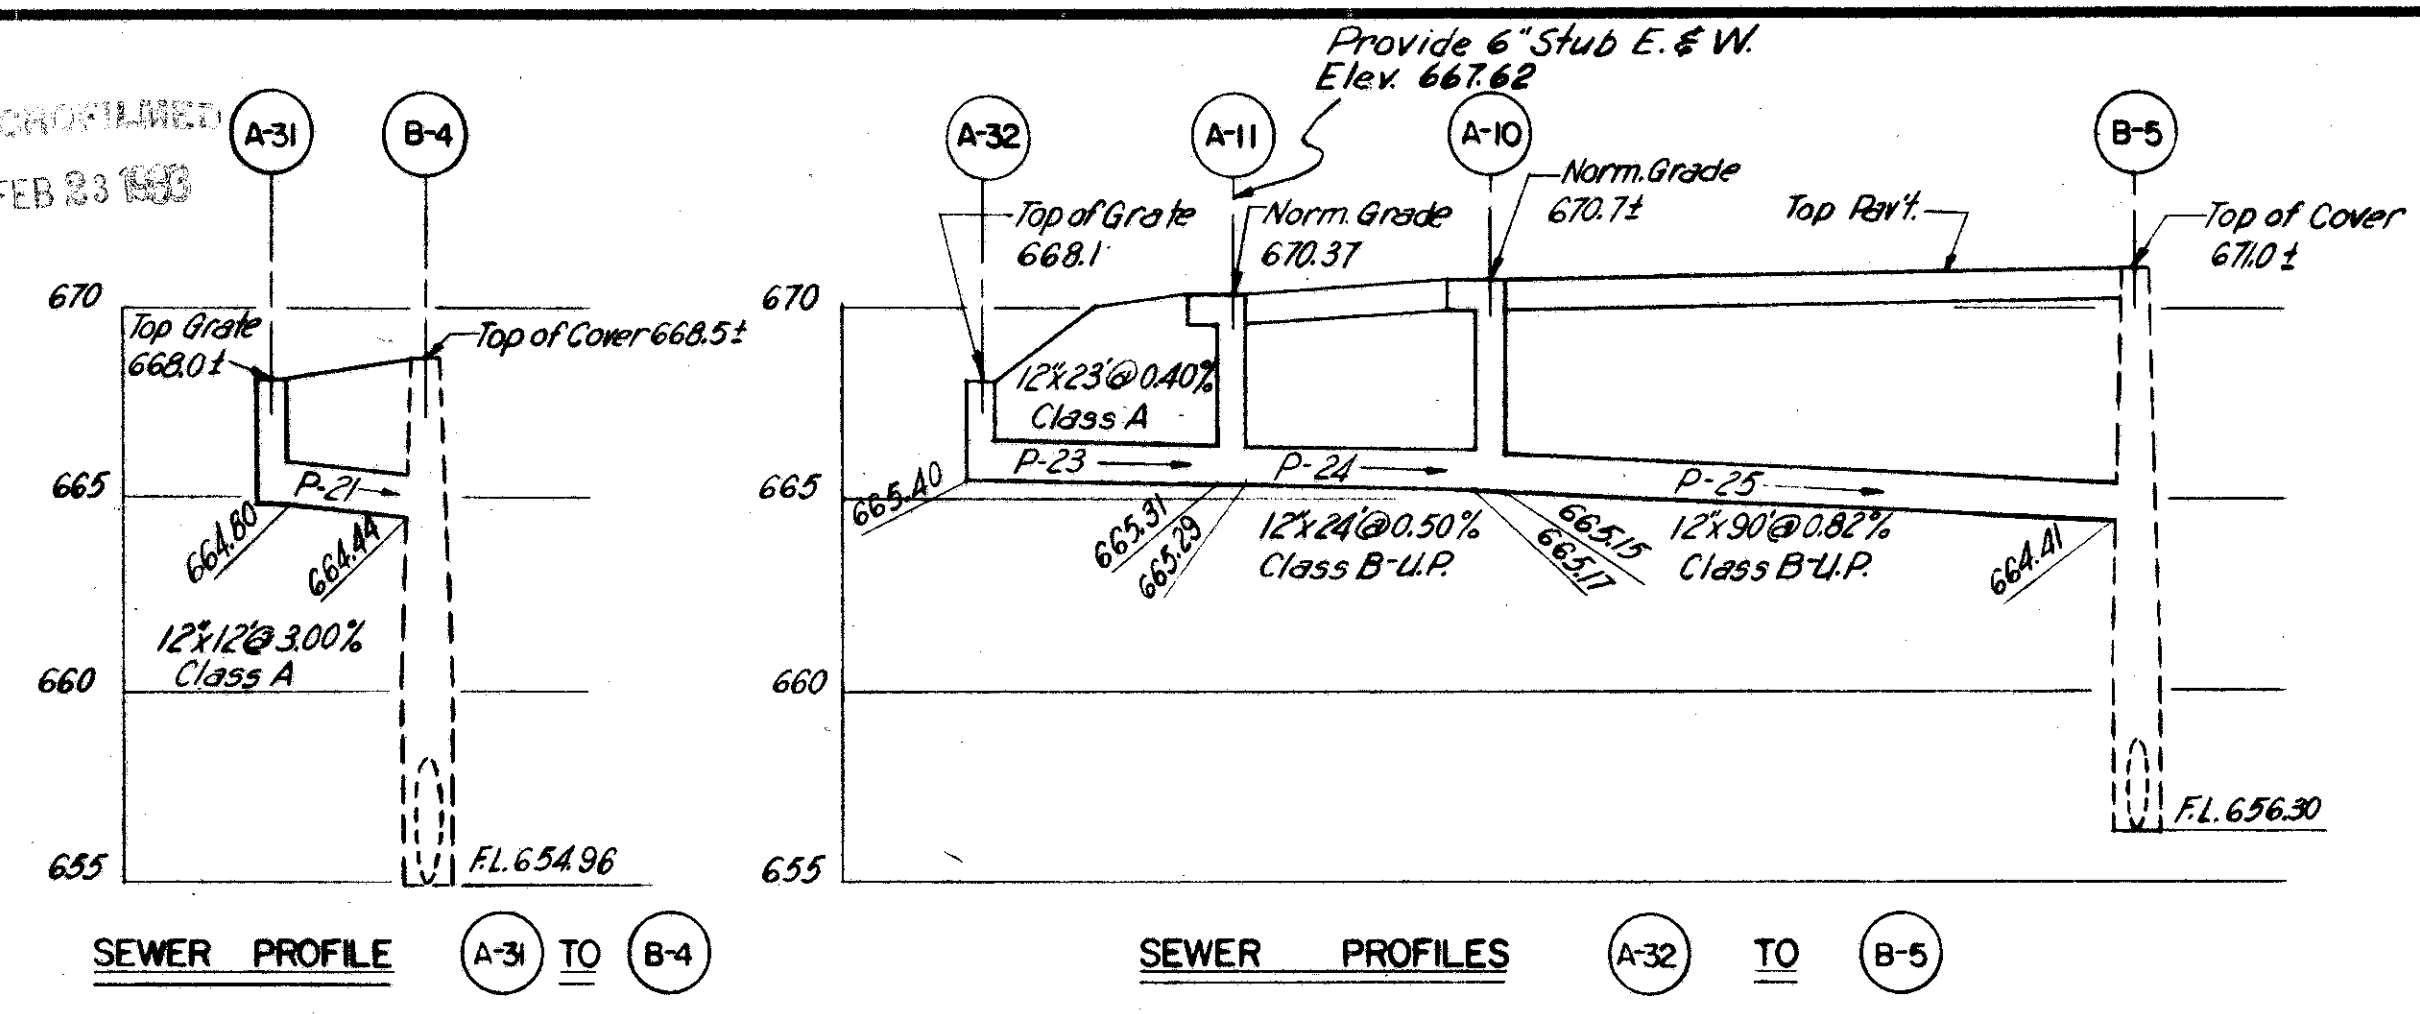 Provide 6" Stub E. & W.
Elev. 667.62
FEB 23 1983
A-31
B-4
A-32
A-11
A-10
B-5
Top of Grate
668.1
Norm. Grade
670.37
Norm. Grade
670.7±
Top Pav't.
Top of Cover
671.0±
670
Top Grate
668.0±
Top of Cover 668.5±
665
P-21
664.80
664.44
12"x12'@3.00%
Class A
660
655
F.L. 654.96
670
12"x23'@0.40%
Class A
P-23
P-24
P-25
665
665.40
665.31
665.29
12"x24'@0.50%
Class B-U.P.
665.15
665.17
12"x90'@0.82%
Class B-U.P.
664.41
660
655
F.L. 656.30
SEWER PROFILE A-31 TO B-4
SEWER PROFILES A-32 TO B-5